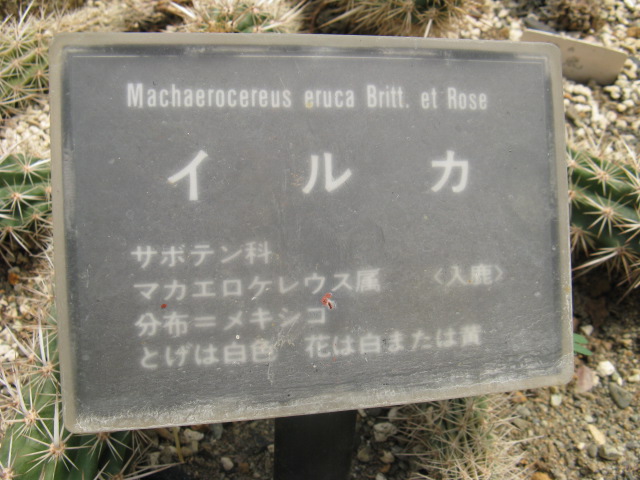 Machaerocereus eruca Britt. et Rose
イルカ
サボテン科
マカエロケレウス属 〈入鹿〉
分布＝メキシコ
とげは白色 花は白または黄